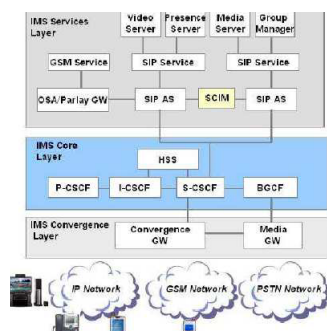 IMS Services
Layer
Video
Server
Presence
Server
Media
Server
Group
Manager
GSM Service
SIP Service
SIP Service
OSA/Parlay GW
SIP AS
SCIM
SIP AS
IMS Core
Layer
HSS
P-CSCF
I-CSCF
S-CSCF
BGCF
IMS Convergence
Layer
Convergence
GW
Media
GW
IP Network
GSM Network
PSTN Network